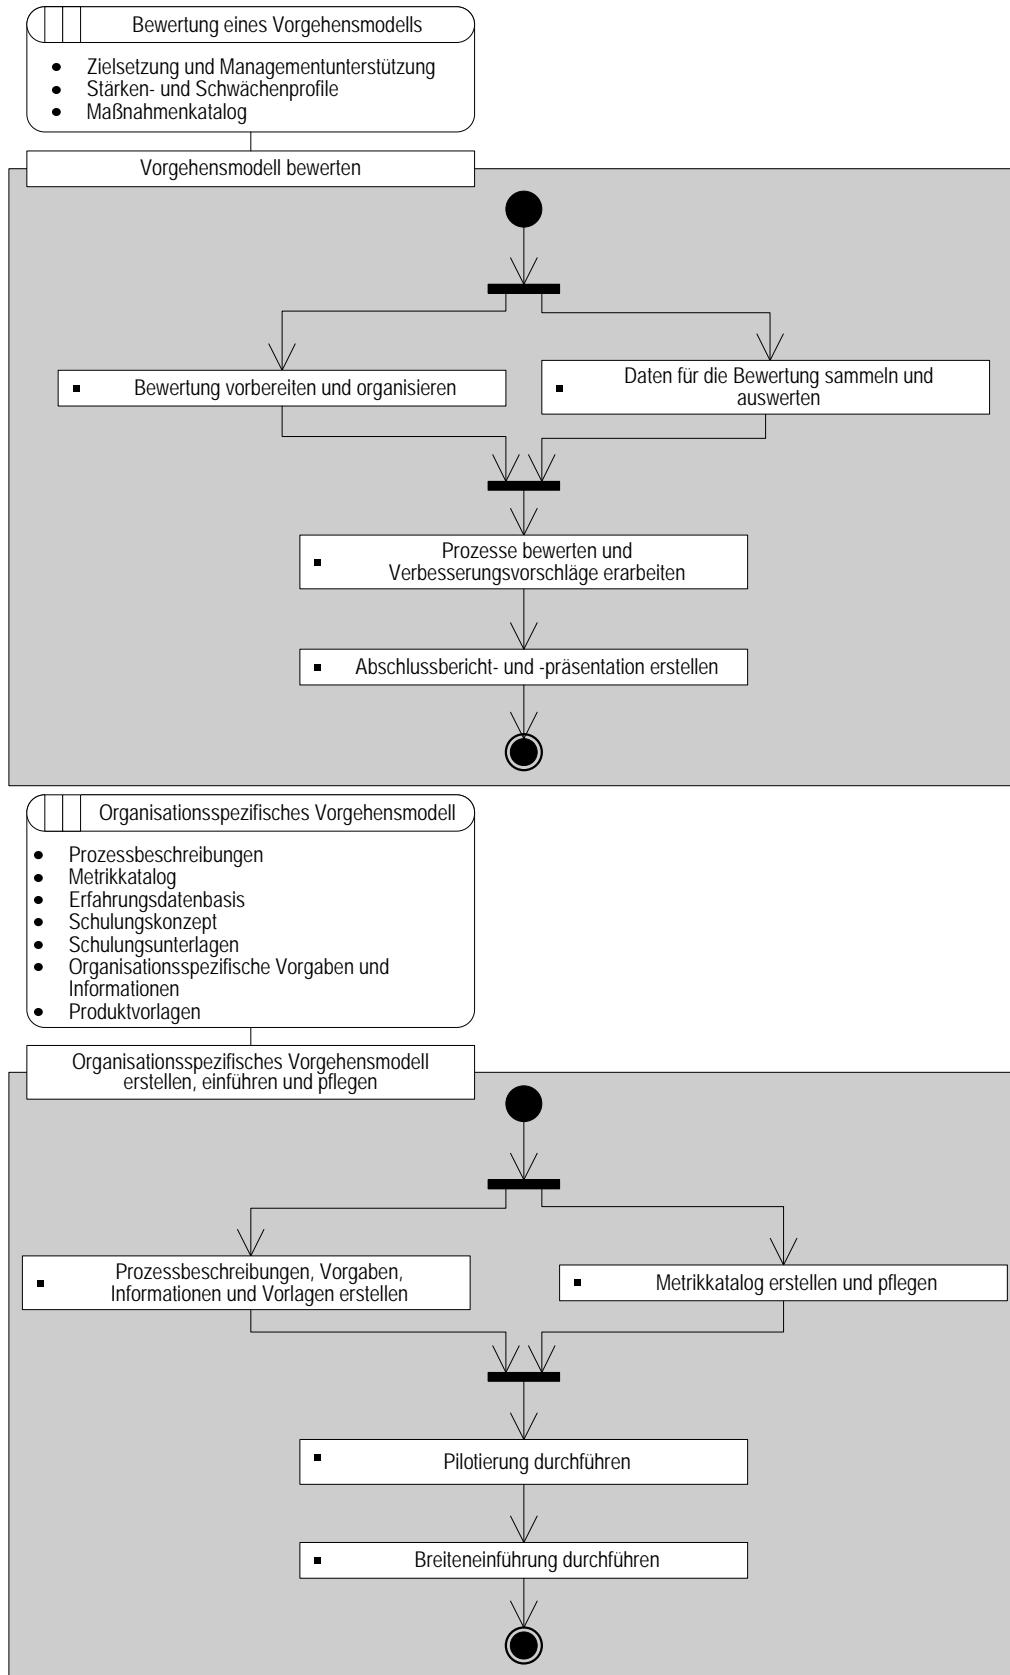 Bewertung eines Vorgehensmodells
• Zielsetzung und Managementunterstützung
• Stärken- und Schwächenprofile
• Maßnahmenkatalog
Vorgehensmodell bewerten
Bewertung vorbereiten und organisieren
Daten für die Bewertung sammeln und
auswerten
Prozesse bewerten und
Verbesserungsvorschläge erarbeiten
Abschlussbericht- und -präsentation erstellen
Organisationsspezifisches Vorgehensmodell
• Prozessbeschreibungen
• Metrikkatalog
• Erfahrungsdatenbasis
• Schulungskonzept
• Schulungsunterlagen
• Organisationsspezifische Vorgaben und
Informationen
• Produktvorlagen
Organisationsspezifisches Vorgehensmodell
erstellen, einführen und pflegen
Prozessbeschreibungen, Vorgaben,
Informationen und Vorlagen erstellen
Metrikkatalog erstellen und pflegen
Pilotierung durchführen
Breiteneinführung durchführen